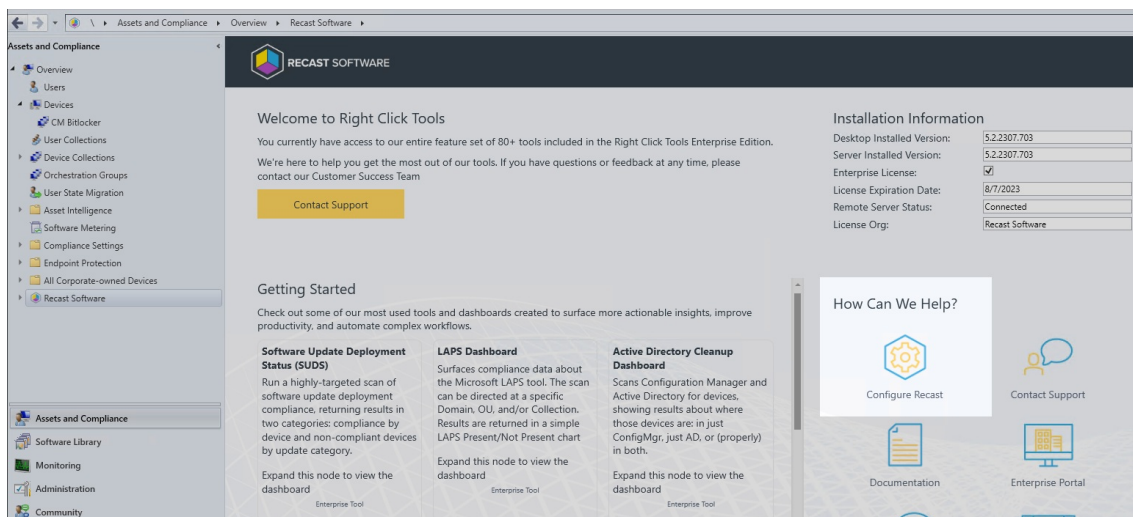 \ Assets and Compliance Overview Recast Software
Assets and Compliance
Overview
Users
Devices
CM Bitlocker
User Collections
Device Collections
Orchestration Groups
User State Migration
Asset Intelligence
Software Metering
Compliance Settings
Endpoint Protection
All Corporate-owned Devices
Recast Software
Assets and Compliance
Software Library
Monitoring
Administration
Community
RECAST SOFTWARE
Welcome to Right Click Tools
You currently have access to our entire feature set of 80+ tools included in the Right Click Tools Enterprise Edition.
We're here to help you get the most out of our tools. If you have questions or feedback at any time, please
contact our Customer Success Team
Contact Support
Installation Information
Desktop Installed Version: 5.2.2307.703
Server Installed Version: 5.2.2307.703
Enterprise License:
License Expiration Date: 8/7/2023
Remote Server Status: Connected
License Org: Recast Software
Getting Started
Check out some of our most used tools and dashboards created to surface more actionable insights, improve
productivity, and automate complex workflows.
Software Update Deployment
Status (SUDS)
Run a highly-targeted scan of
software update deployment
compliance, returning results in
two categories: compliance by
device and non-compliant devices
by update category.
Expand this node to view the
dashboard
Enterprise Tool
LAPS Dashboard
Surfaces compliance data about
the Microsoft LAPS tool. The scan
can be directed at a specific
Domain, OU, and/or Collection.
Results are returned in a simple
LAPS Present/Not Present chart
Expand this node to view the
dashboard
Enterprise Tool
Active Directory Cleanup
Dashboard
Scans Configuration Manager and
Active Directory for devices,
showing results about where
those devices are: in just
ConfigMgr, just AD, or (properly)
in both.
Expand this node to view the
dashboard
Enterprise Tool
How Can We Help?
Configure Recast
Contact Support
Documentation
Enterprise Portal